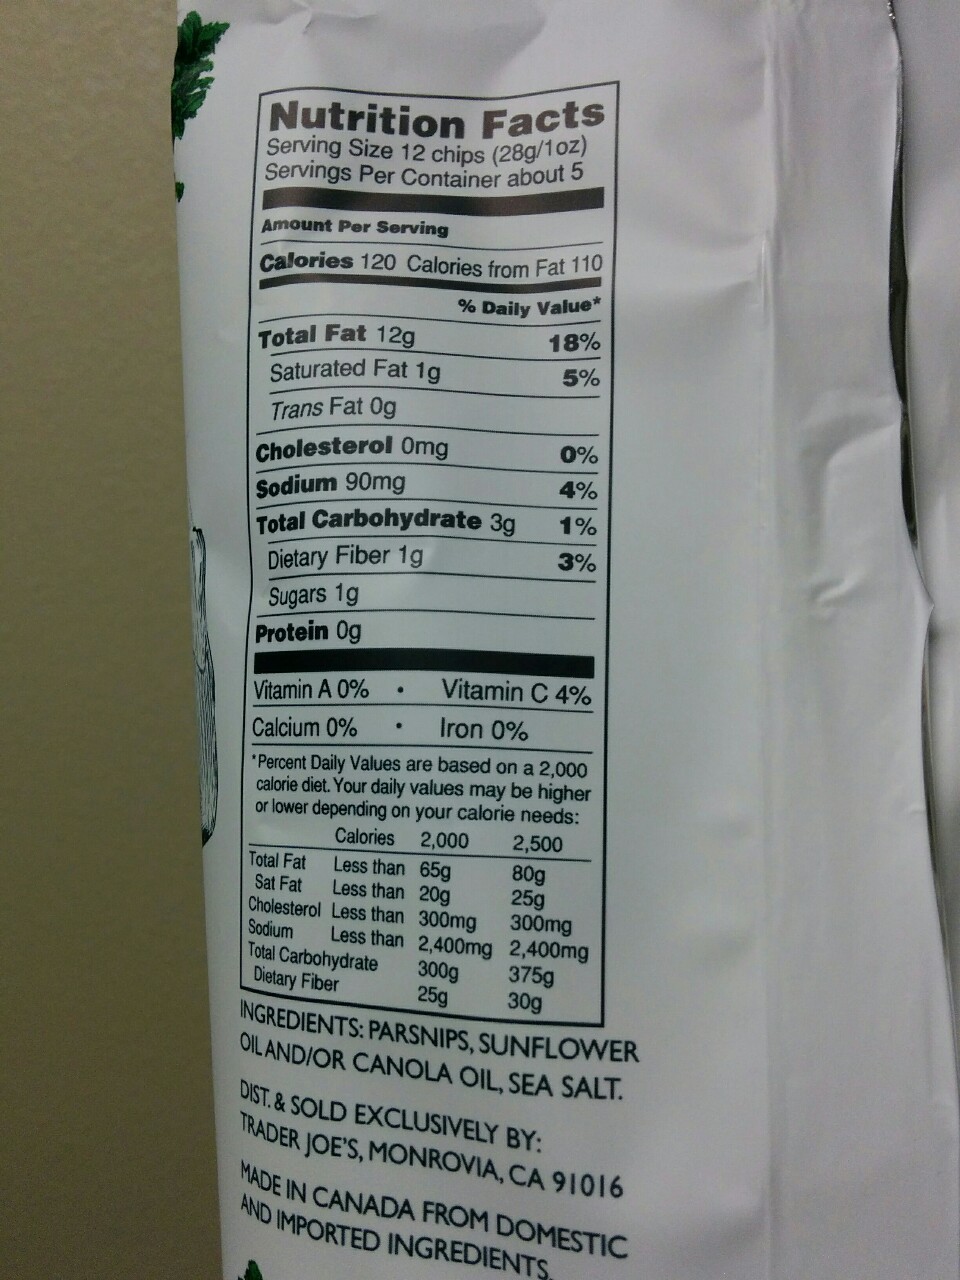 Nutrition Facts
Serving Size 12 chips (28g/1oz)
Servings Per Container about 5
Amount Per Serving
Calories 120 Calories from Fat 110
% Daily Value*
Total Fat 12g 18%
Saturated Fat 1g 5%
Trans Fat 0g
Cholesterol 0mg 0%
Sodium 90mg 4%
Total Carbohydrate 3g 1%
Dietary Fiber 1g 3%
Sugars 1g
Protein 0g
Vitamin A 0% • Vitamin C 4%
Calcium 0% • Iron 0%
*Percent Daily Values are based on a 2,000
calorie diet. Your daily values may be higher
or lower depending on your calorie needs:
Calories 2,000 2,500
Total Fat Less than 65g 80g
Sat Fat Less than 20g 25g
Cholesterol Less than 300mg 300mg
Sodium Less than 2,400mg 2,400mg
Total Carbohydrate 300g 375g
Dietary Fiber 25g 30g
INGREDIENTS: PARSNIPS, SUNFLOWER
OIL AND/OR CANOLA OIL, SEA SALT.
DIST. & SOLD EXCLUSIVELY BY:
TRADER JOE'S, MONROVIA, CA 91016
MADE IN CANADA FROM DOMESTIC
AND IMPORTED INGREDIENTS.